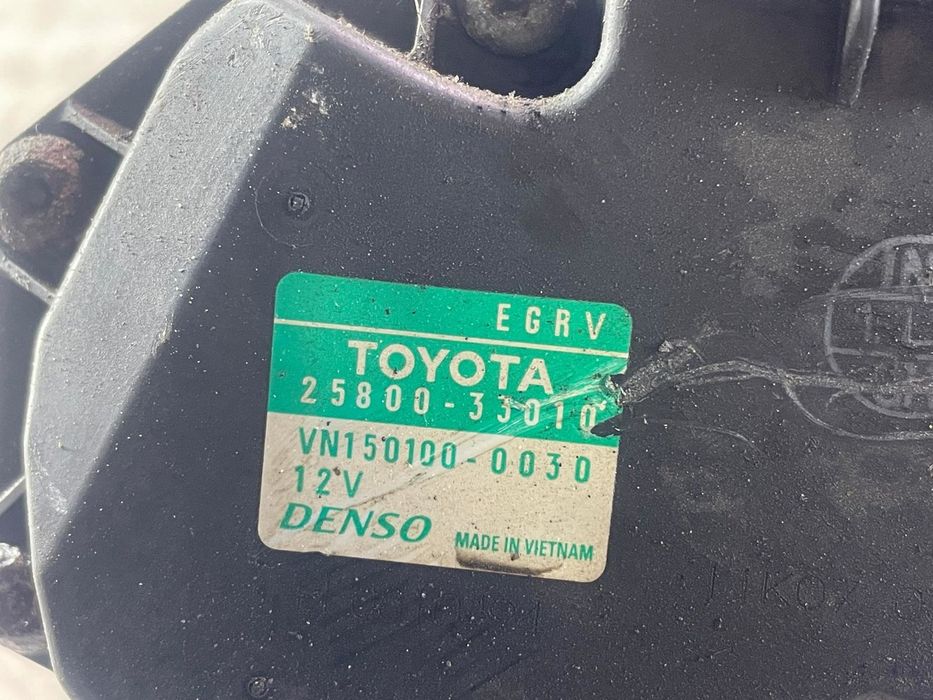 EGRV
TOYOTA
25800-33010
VN150100-0030
12V
DENSO
MADE IN VIETNAM